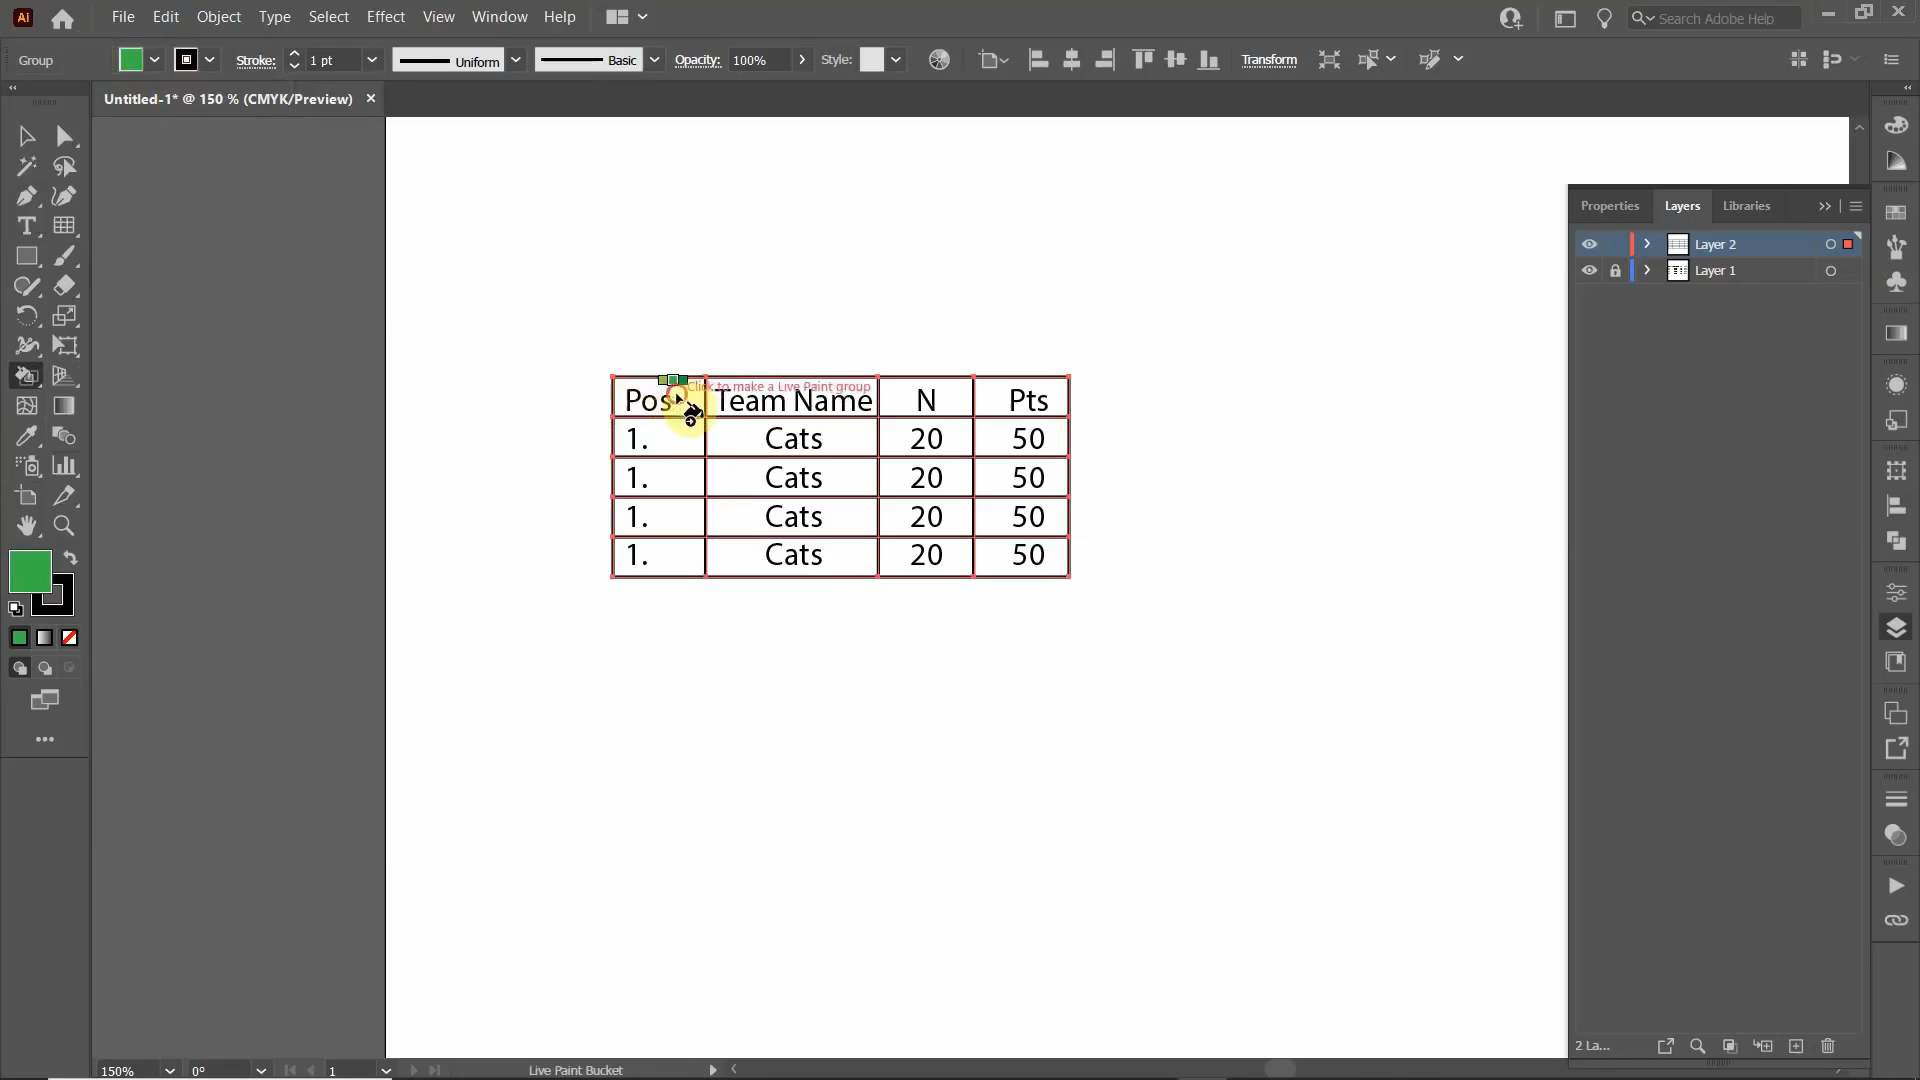 Ai File Edit Object Type Select Effect View Window Help Search Adobe Help
Group Stroke: 1 pt Uniform Basic Opacity: 100% Style: Transform
Untitled-1* @ 150 % (CMYK/Preview)
Properties Layers Libraries
Layer 2
Layer 1
Click to make a Live Paint group
Pos Team Name N Pts
1. Cats 20 50
1. Cats 20 50
1. Cats 20 50
1. Cats 20 50
2 La...
150% 0° 1 Live Paint Bucket